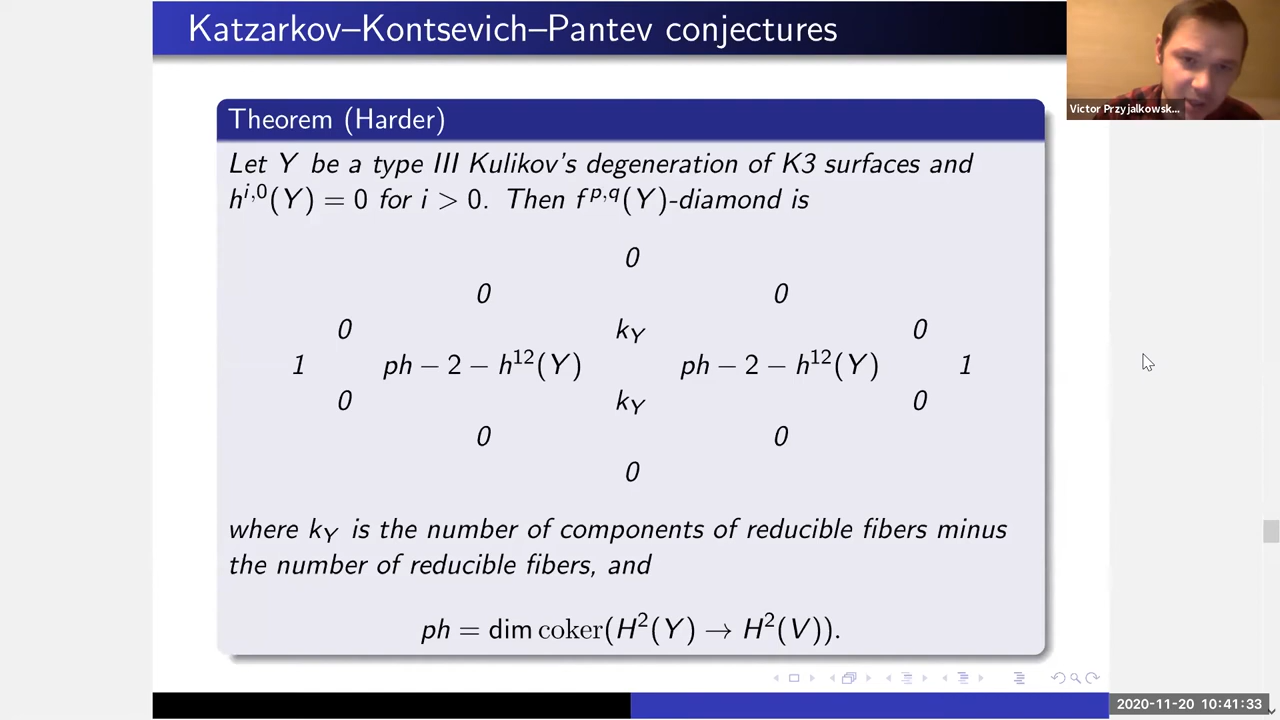 Katzarkov–Kontsevich–Pantev conjectures
Victor Przyjalkowsk...
Theorem (Harder)
Let Y be a type III Kulikov's degeneration of K3 surfaces and
h^{i,0}(Y) = 0 for i > 0. Then f^{p,q}(Y)-diamond is
0
0 0
0 k_Y 0
1 ph − 2 − h^{12}(Y) ph − 2 − h^{12}(Y) 1
0 k_Y 0
0 0
0
where k_Y is the number of components of reducible fibers minus
the number of reducible fibers, and
ph = dim coker(H^2(Y) → H^2(V)).
2020-11-20 10:41:33